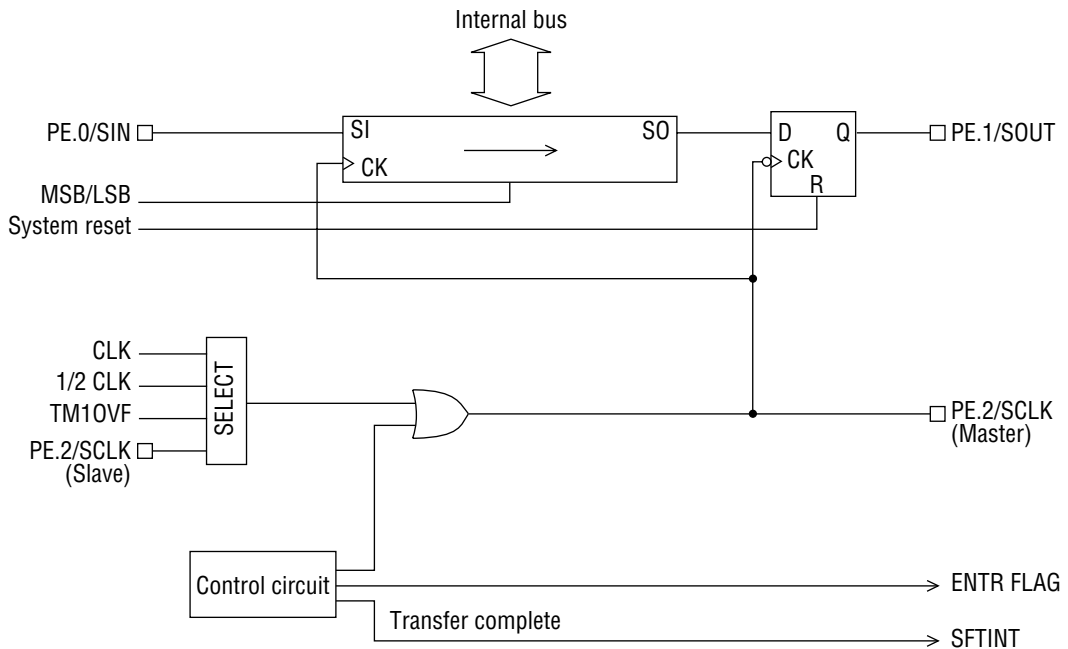 Internal bus
PE.0/SIN
SI
SO
CK
D
Q
CK
R
PE.1/SOUT
MSB/LSB
System reset
CLK
1/2 CLK
TM1OVF
PE.2/SCLK
(Slave)
SELECT
PE.2/SCLK
(Master)
Control circuit
ENTR FLAG
Transfer complete
SFTINT